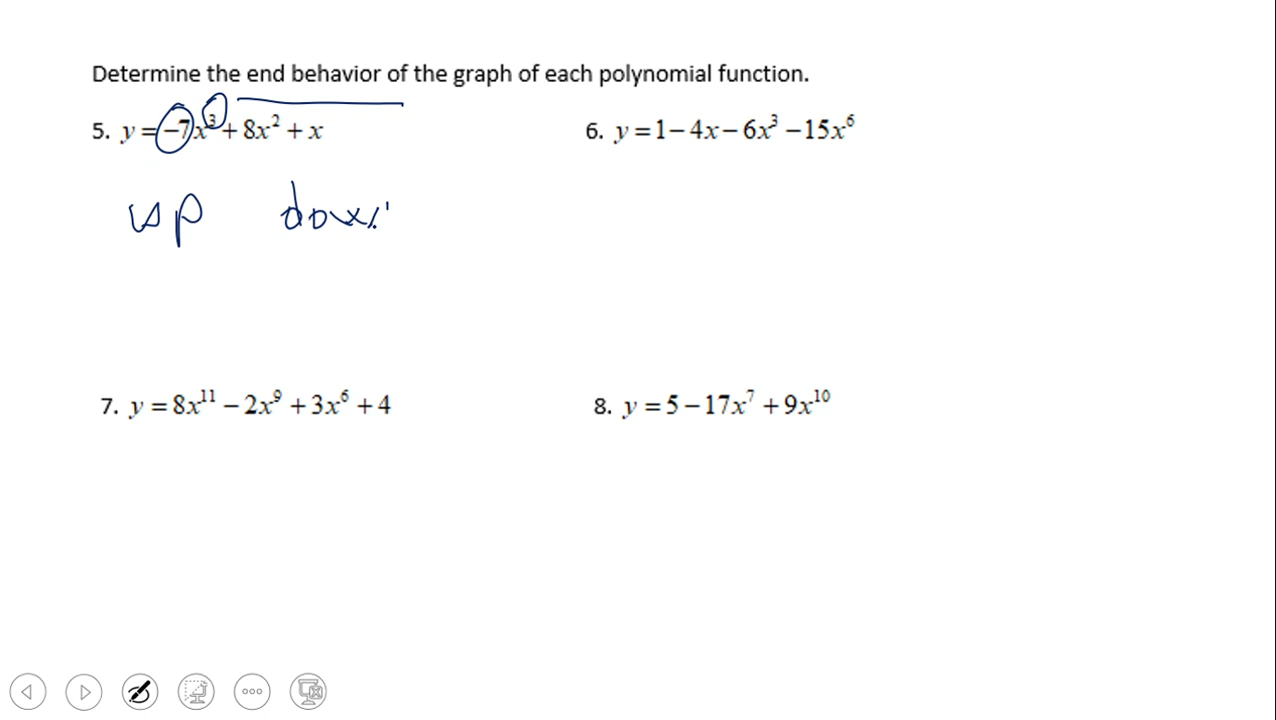 Determine the end behavior of the graph of each polynomial function.
5. y = −7x³ + 8x² + x
6. y = 1 − 4x − 6x³ − 15x⁶
up down
7. y = 8x¹¹ − 2x⁹ + 3x⁶ + 4
8. y = 5 − 17x⁷ + 9x¹⁰